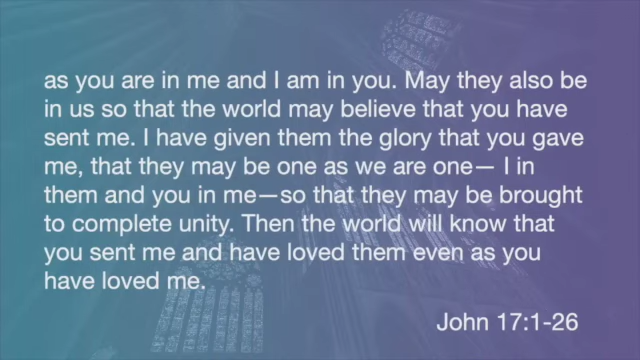 as you are in me and I am in you. May they also be
in us so that the world may believe that you have
sent me. I have given them the glory that you gave
me, that they may be one as we are one— I in
them and you in me—so that they may be brought
to complete unity. Then the world will know that
you sent me and have loved them even as you
have loved me.
John 17:1-26